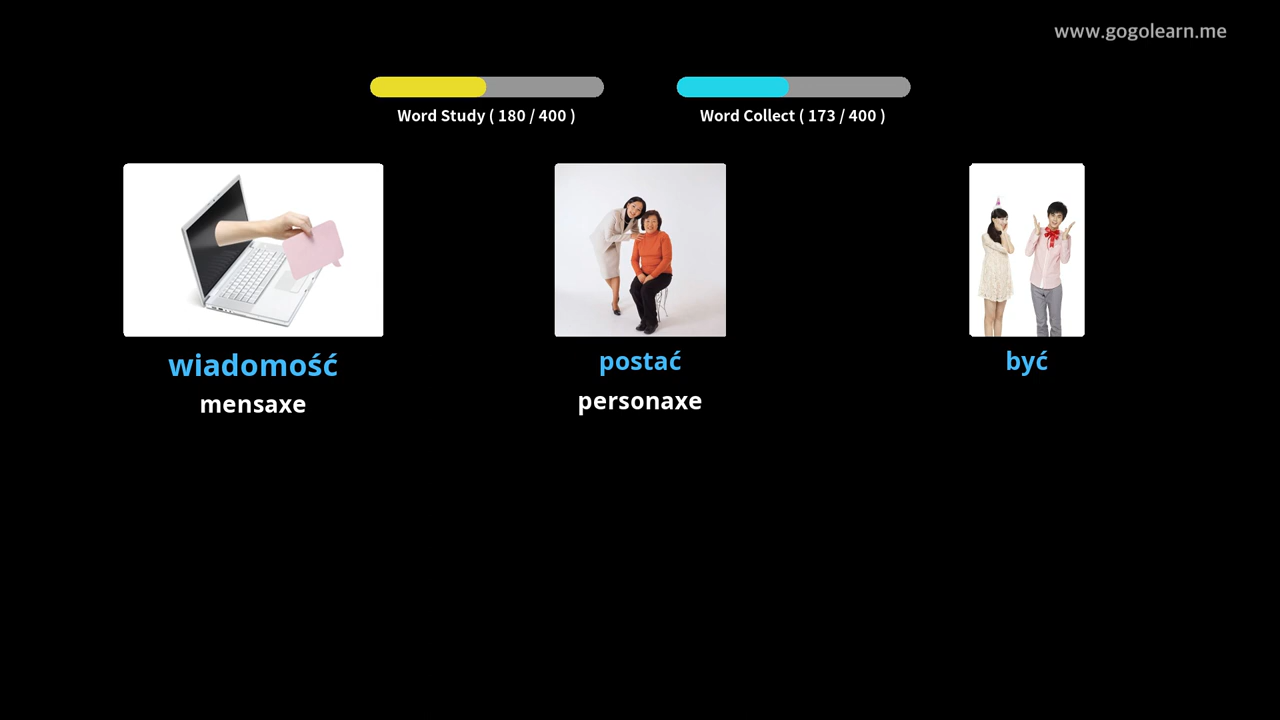 www.gogolearn.me
Word Study ( 180 / 400 )
Word Collect ( 173 / 400 )
wiadomość
mensaxe
postać
personaxe
być